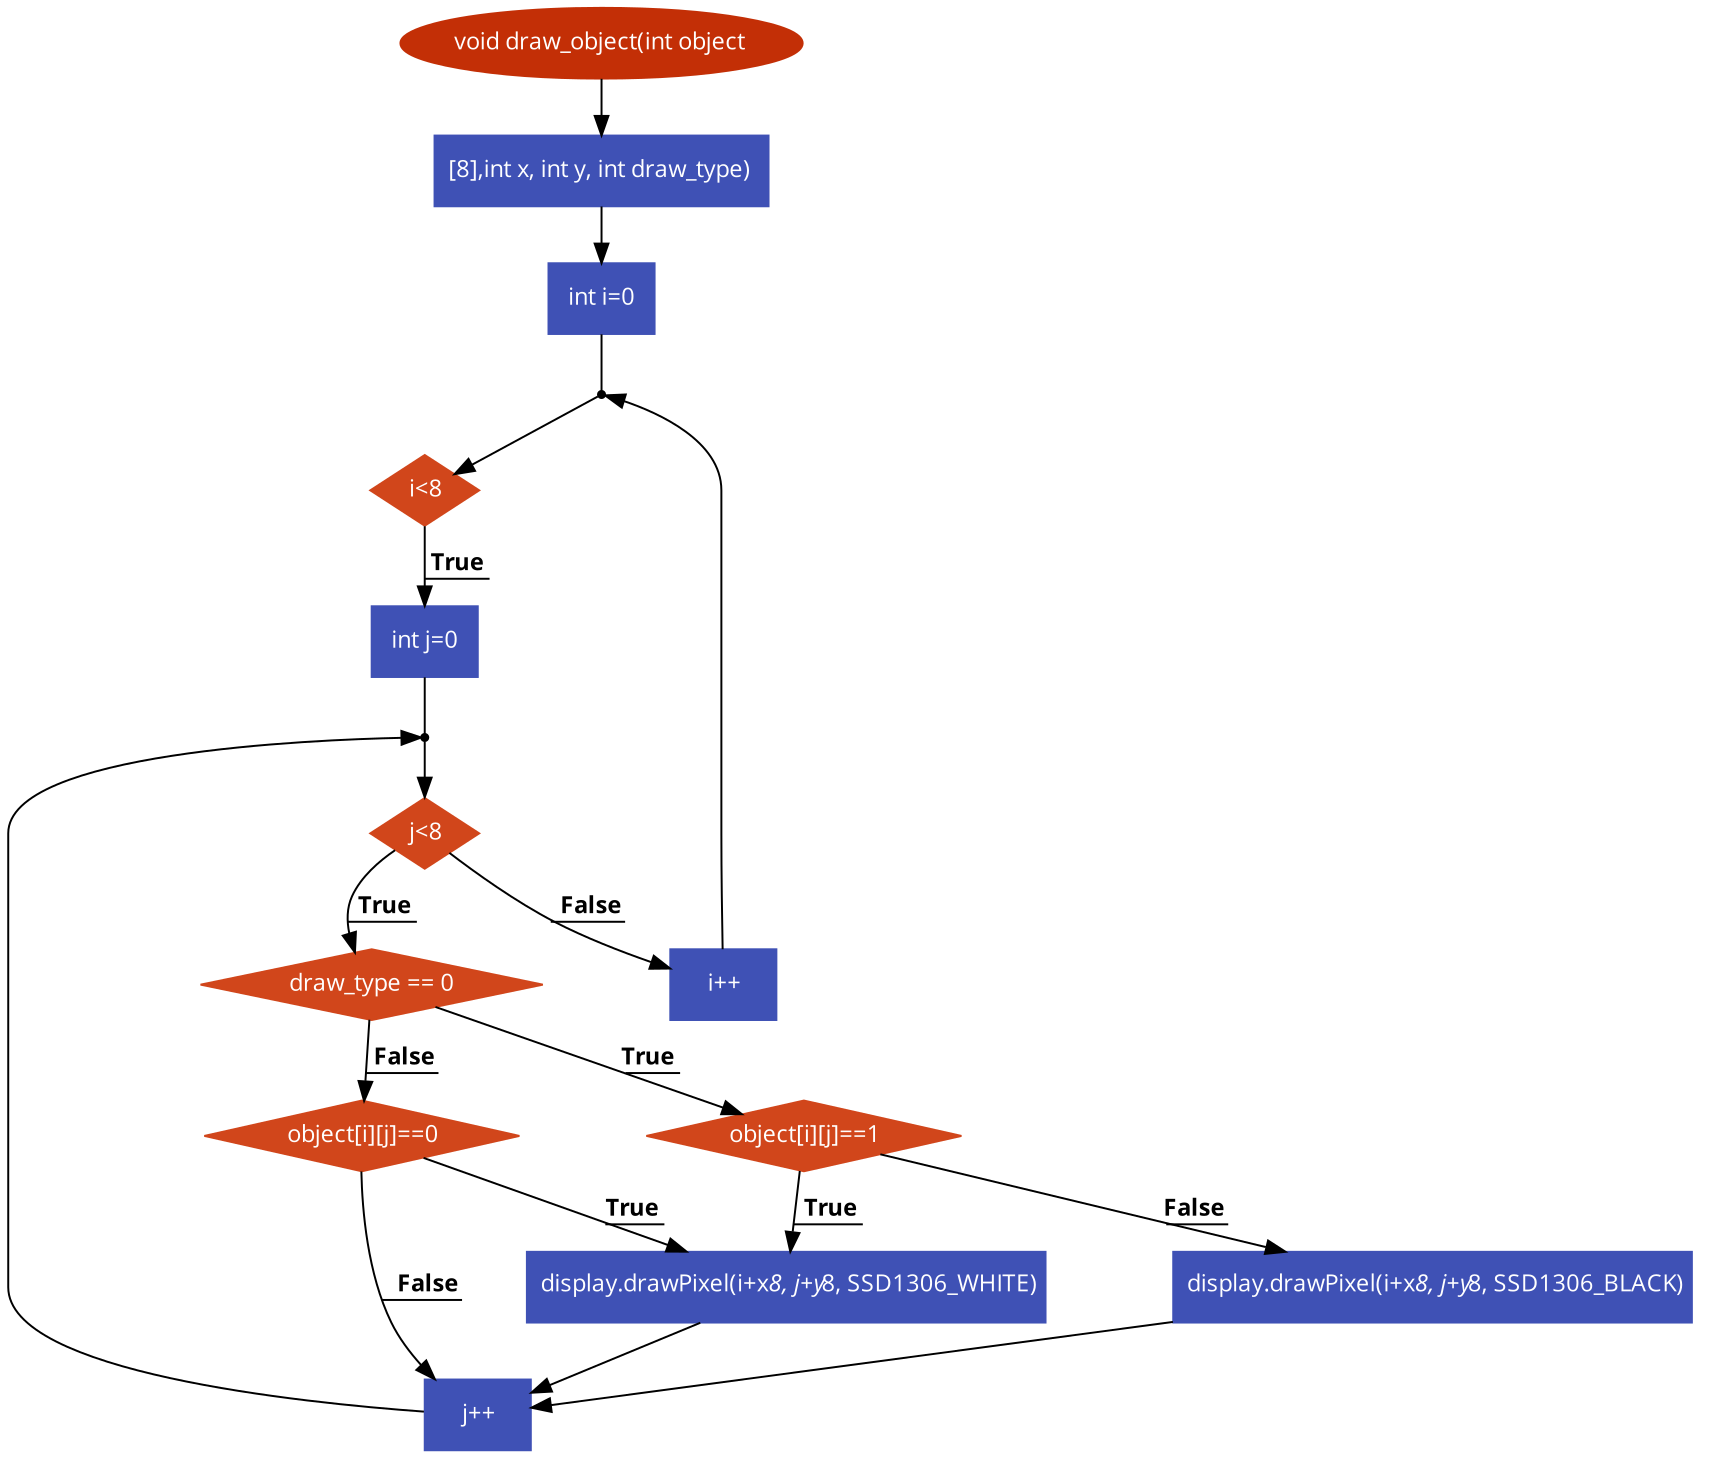 void draw_object(int object
[8],int x, int y, int draw_type)
int i=0
i<8
True
int j=0
j<8
True
False
draw_type == 0
i++
False
True
object[i][j]==0
object[i][j]==1
True
True
False
False
display.drawPixel(i+x8, j+y8, SSD1306_WHITE)
display.drawPixel(i+x8, j+y8, SSD1306_BLACK)
j++